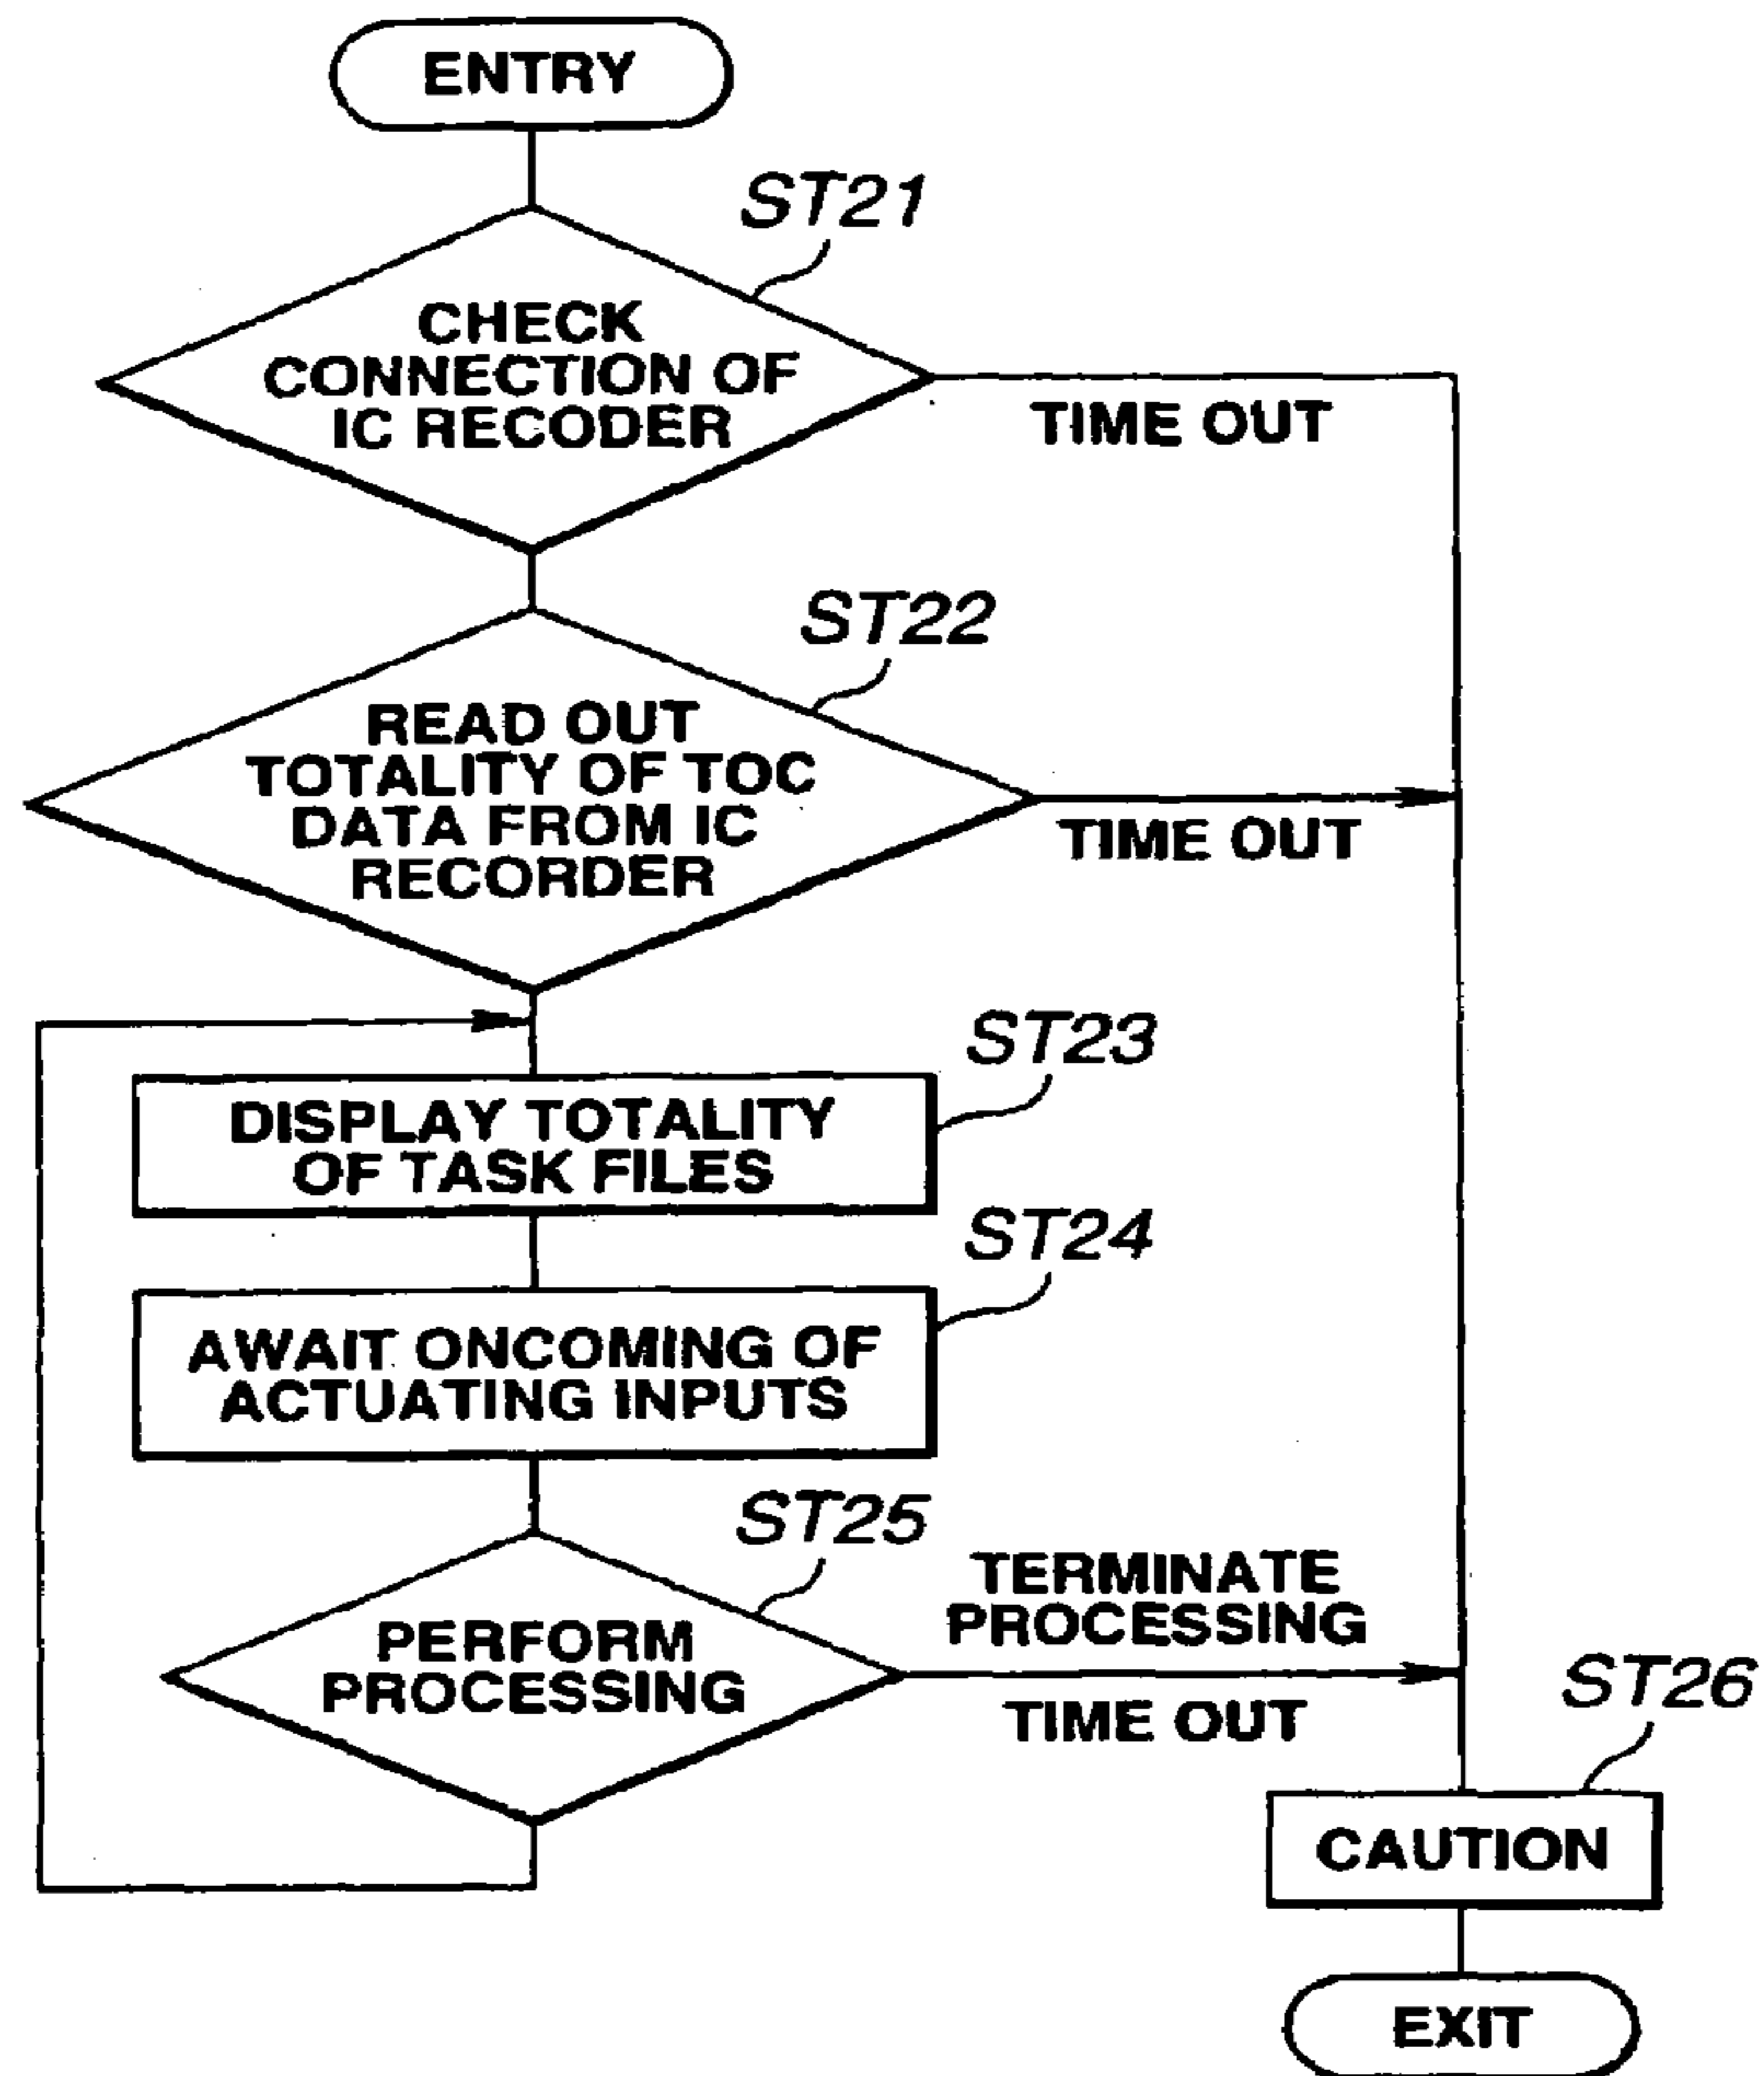 ENTRY
ST21
CHECK
CONNECTION OF
IC RECODER
TIME OUT
ST22
READ OUT
TOTALITY OF TOC
DATA FROM IC
RECORDER
TIME OUT
ST23
DISPLAY TOTALITY
OF TASK FILES
ST24
AWAIT ONCOMING OF
ACTUATING INPUTS
ST25
PERFORM
PROCESSING
TERMINATE
PROCESSING
TIME OUT
ST26
CAUTION
EXIT